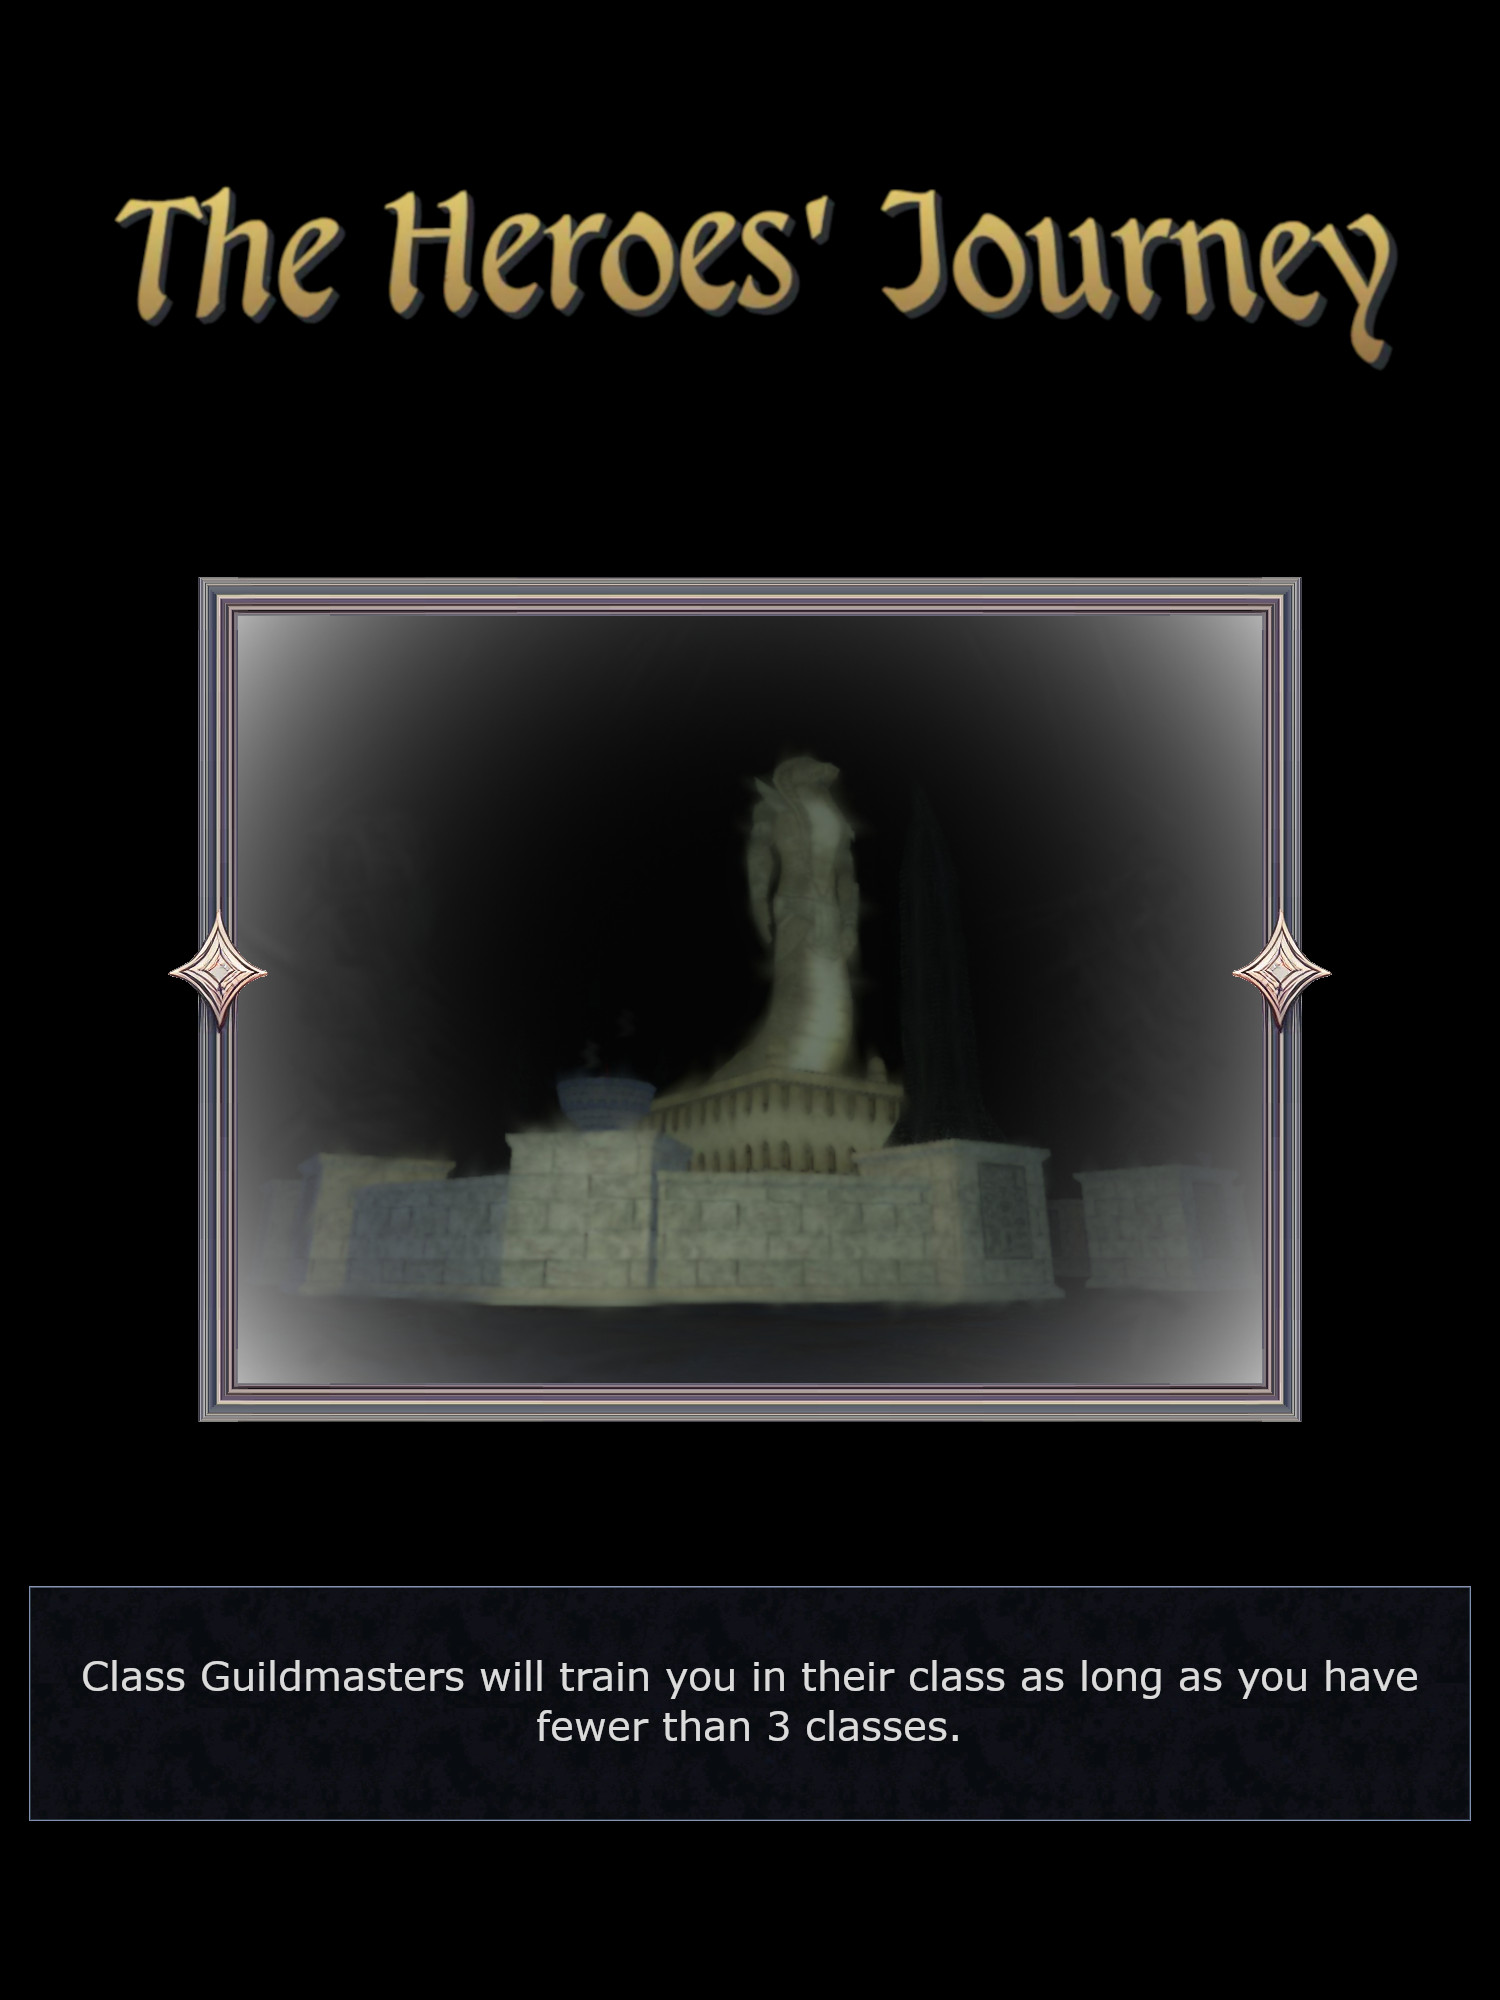 The Heroes' Journey
Class Guildmasters will train you in their class as long as you have
fewer than 3 classes.